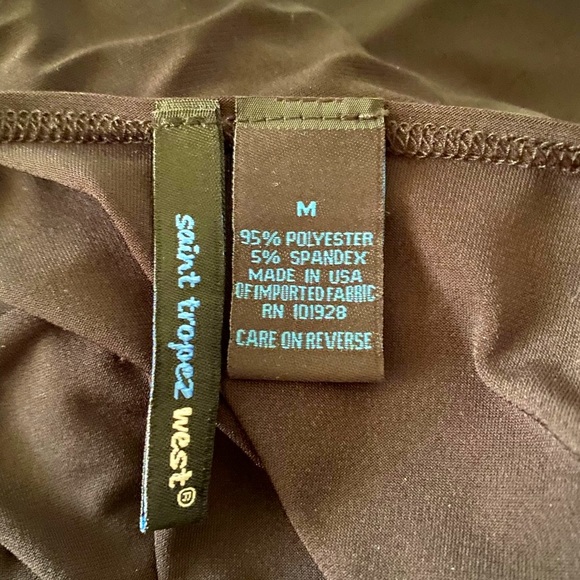 saint tropez west®
M
95% POLYESTER
5% SPANDEX
MADE IN USA
OF IMPORTED FABRIC
RN 101928
CARE ON REVERSE